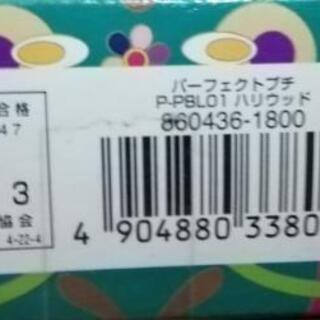 パーフェクトプチ
P-PBL01 ハリウッド
860436-1800
合格
47
3
協会
4-22-4
4 904880 3380